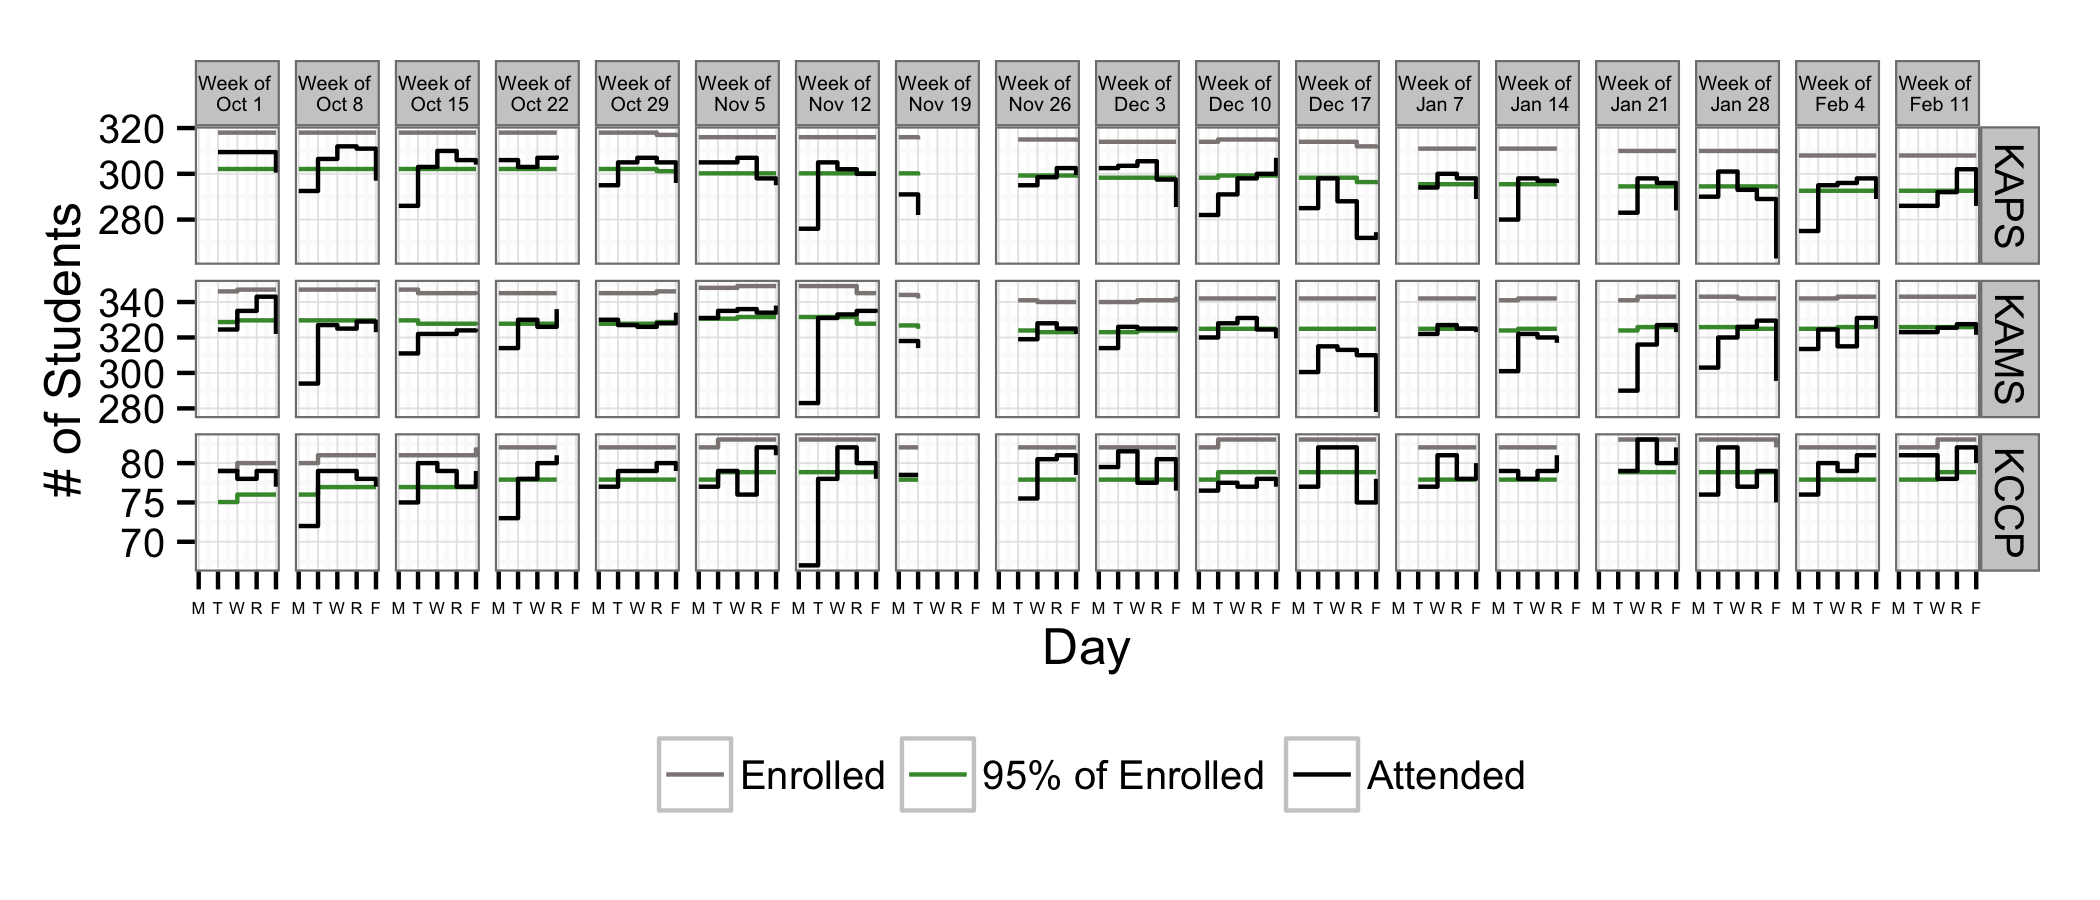 Week of Oct 1
Week of Oct 8
Week of Oct 15
Week of Oct 22
Week of Oct 29
Week of Nov 5
Week of Nov 12
Week of Nov 19
Week of Nov 26
Week of Dec 3
Week of Dec 10
Week of Dec 17
Week of Jan 7
Week of Jan 14
Week of Jan 21
Week of Jan 28
Week of Feb 4
Week of Feb 11
# of Students
320
300
280
KAPS
340
320
300
280
KAMS
80
75
70
KCCP
M T W R F M T W R F M T W R F M T W R F M T W R F M T W R F M T W R F M T W R F M T W R F M T W R F M T W R F M T W R F M T W R F M T W R F M T W R F M T W R F M T W R F M T W R F
Day
Enrolled 95% of Enrolled Attended